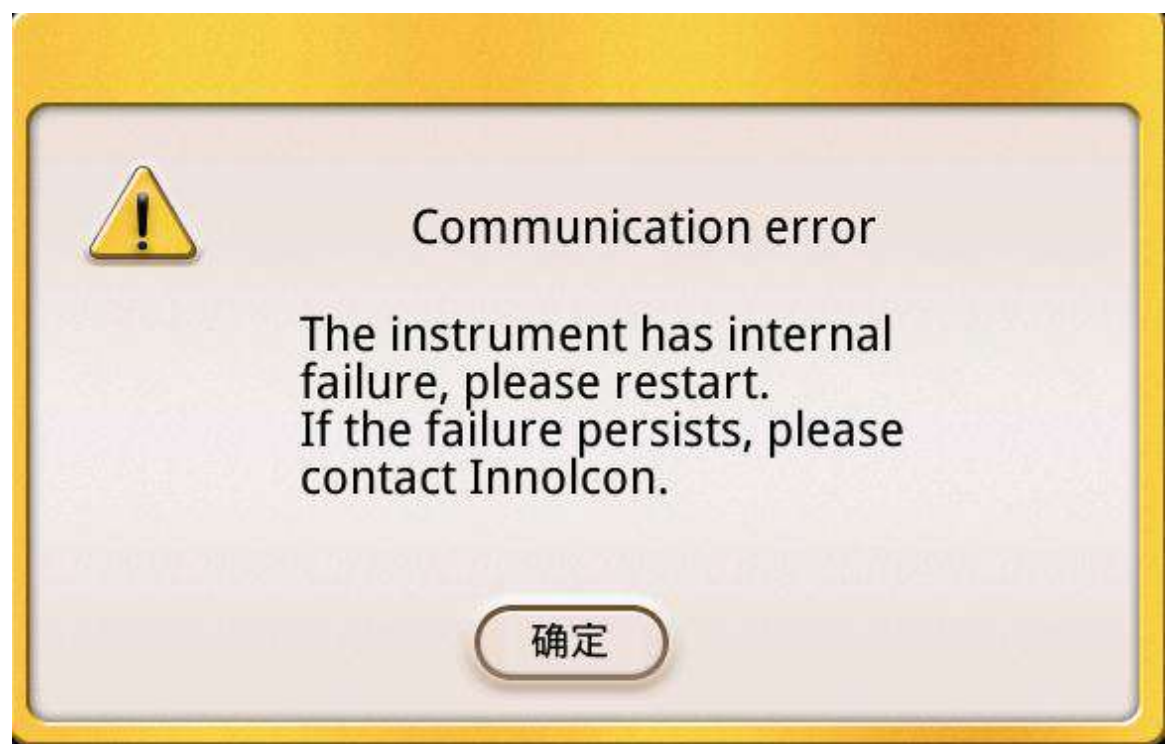 Communication error
The instrument has internal
failure, please restart.
If the failure persists, please
contact Innolcon.
确定